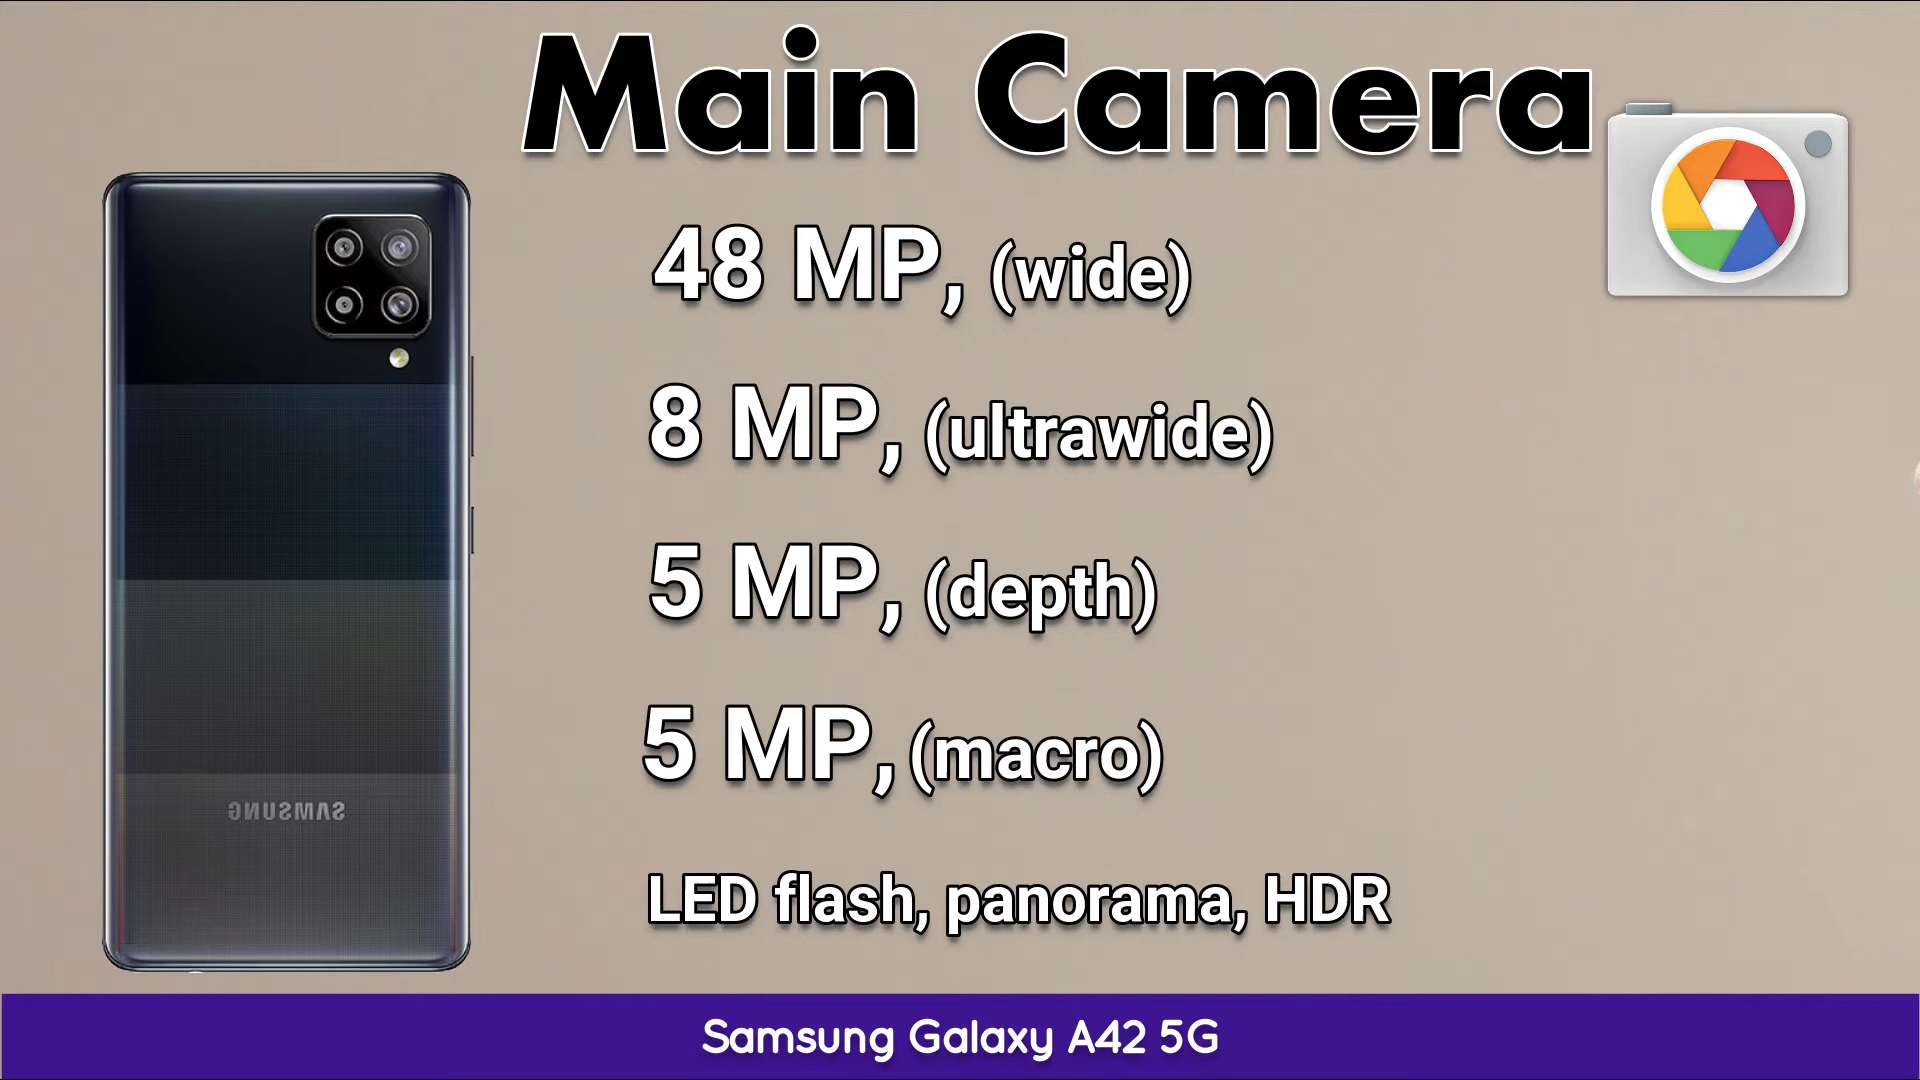 Main Camera
48 MP, (wide)
8 MP, (ultrawide)
5 MP, (depth)
5 MP, (macro)
SAMSUNG
LED flash, panorama, HDR
Samsung Galaxy A42 5G